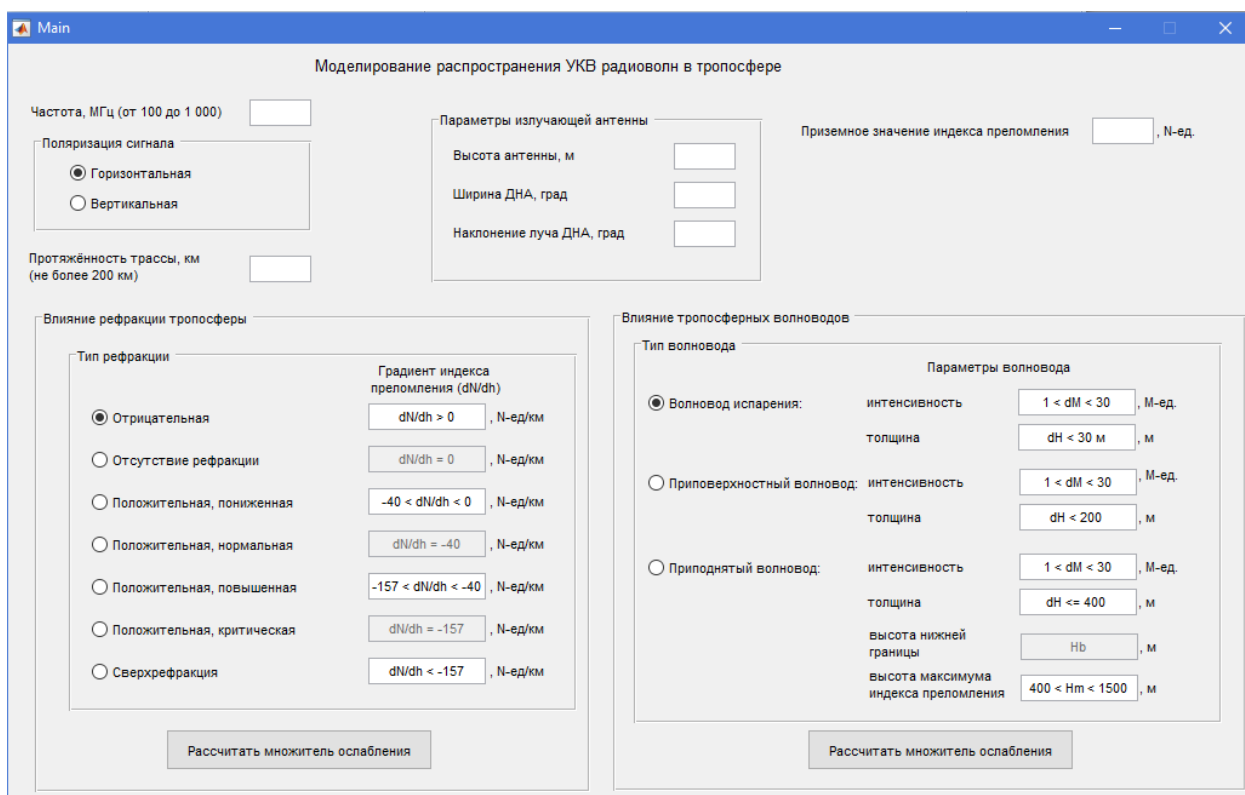 Main
Моделирование распространения УКВ радиоволн в тропосфере
Частота, МГц (от 100 до 1 000)
Поляризация сигнала
Горизонтальная
Вертикальная
Протяжённость трассы, км
(не более 200 км)
Параметры излучающей антенны
Высота антенны, м
Ширина ДНА, град
Наклонение луча ДНА, град
Приземное значение индекса преломления , N-ед.
Влияние рефракции тропосферы
Тип рефракции
Градиент индекса
преломления (dN/dh)
Отрицательная dN/dh > 0 , N-ед/км
Отсутствие рефракции dN/dh = 0 , N-ед/км
Положительная, пониженная -40 < dN/dh < 0 , N-ед/км
Положительная, нормальная dN/dh = -40 , N-ед/км
Положительная, повышенная -157 < dN/dh < -40 , N-ед/км
Положительная, критическая dN/dh = -157 , N-ед/км
Сверхрефракция dN/dh < -157 , N-ед/км
Рассчитать множитель ослабления
Влияние тропосферных волноводов
Тип волновода
Параметры волновода
Волновод испарения: интенсивность 1 < dM < 30 , М-ед.
толщина dH < 30 м , м
Приповерхностный волновод: интенсивность 1 < dM < 30 , М-ед.
толщина dH < 200 , м
Приподнятый волновод: интенсивность 1 < dM < 30 , М-ед.
толщина dH <= 400 , м
высота нижней
границы Hb , м
высота максимума
индекса преломления 400 < Hm < 1500 , м
Рассчитать множитель ослабления